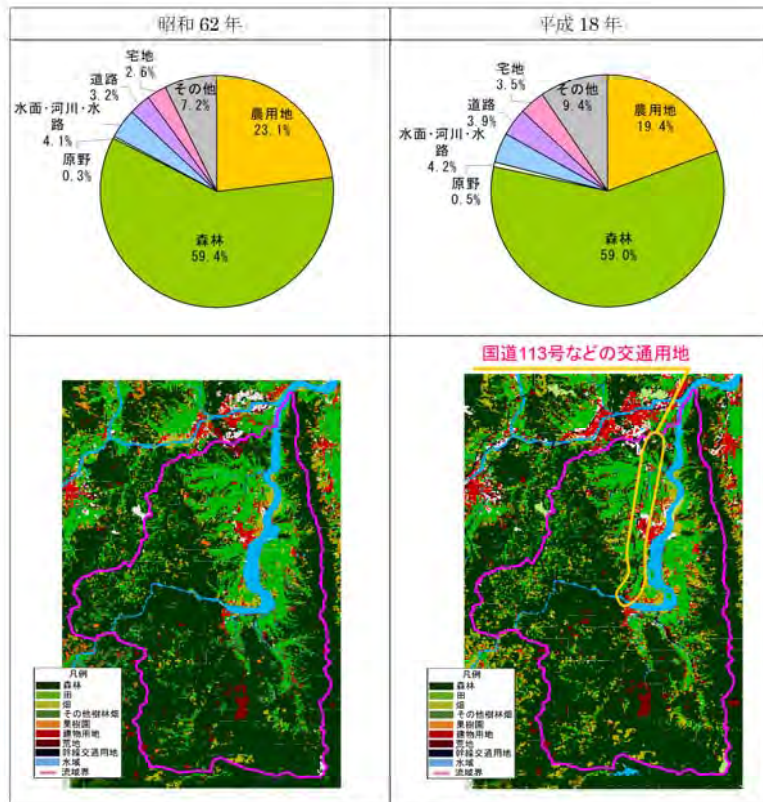 昭和 62 年
平成 18 年
宅地
2.6%
道路
3.2%
その他
7.2%
農用地
23.1%
水面・河川・水
路
4.1%
原野
0.3%
森林
59.4%
宅地
3.5%
道路
3.9%
その他
9.4%
農用地
19.4%
水面・河川・水
路
4.2%
原野
0.5%
森林
59.0%
国道113号などの交通用地
凡例
森林
田
畑
その他樹林畑
果樹園
建物用地
荒地
幹線交通用地
水域
流域界
凡例
森林
田
畑
その他樹林畑
果樹園
建物用地
荒地
幹線交通用地
水域
流域界